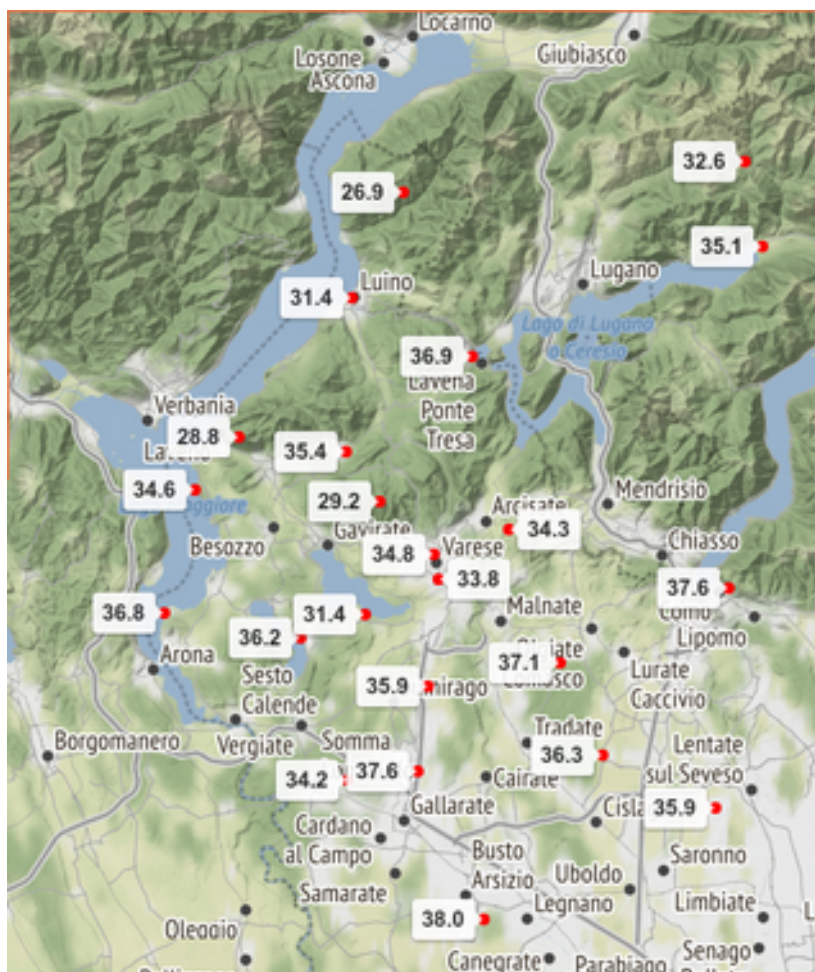 Locarno
Losone
Ascona
Giubiasco
32.6
26.9
35.1
Lugano
Luino
31.4
Lago di Lugano
o Ceresio
36.9
Lavena
Ponte
Tresa
Verbania
28.8
35.4
34.6
29.2
Mendrisio
Arcisate
34.3
Besozzo
Gavirate
34.8
Varese
Chiasso
33.8
37.6
Como
Lipomo
36.8
31.4
Malnate
36.2
37.1
Arona
Lurate
Caccivio
Sesto
Calende
35.9
Borgomanero
Vergiate
Somma
Tradate
36.3
Lentate
sul Seveso
34.2
37.6
Cairate
35.9
Gallarate
Cardano
al Campo
Samarate
Busto
Arsizio
Uboldo
Saronno
38.0
Legnano
Limbiate
Oleggio
Canegrate
Parabiago
Senago